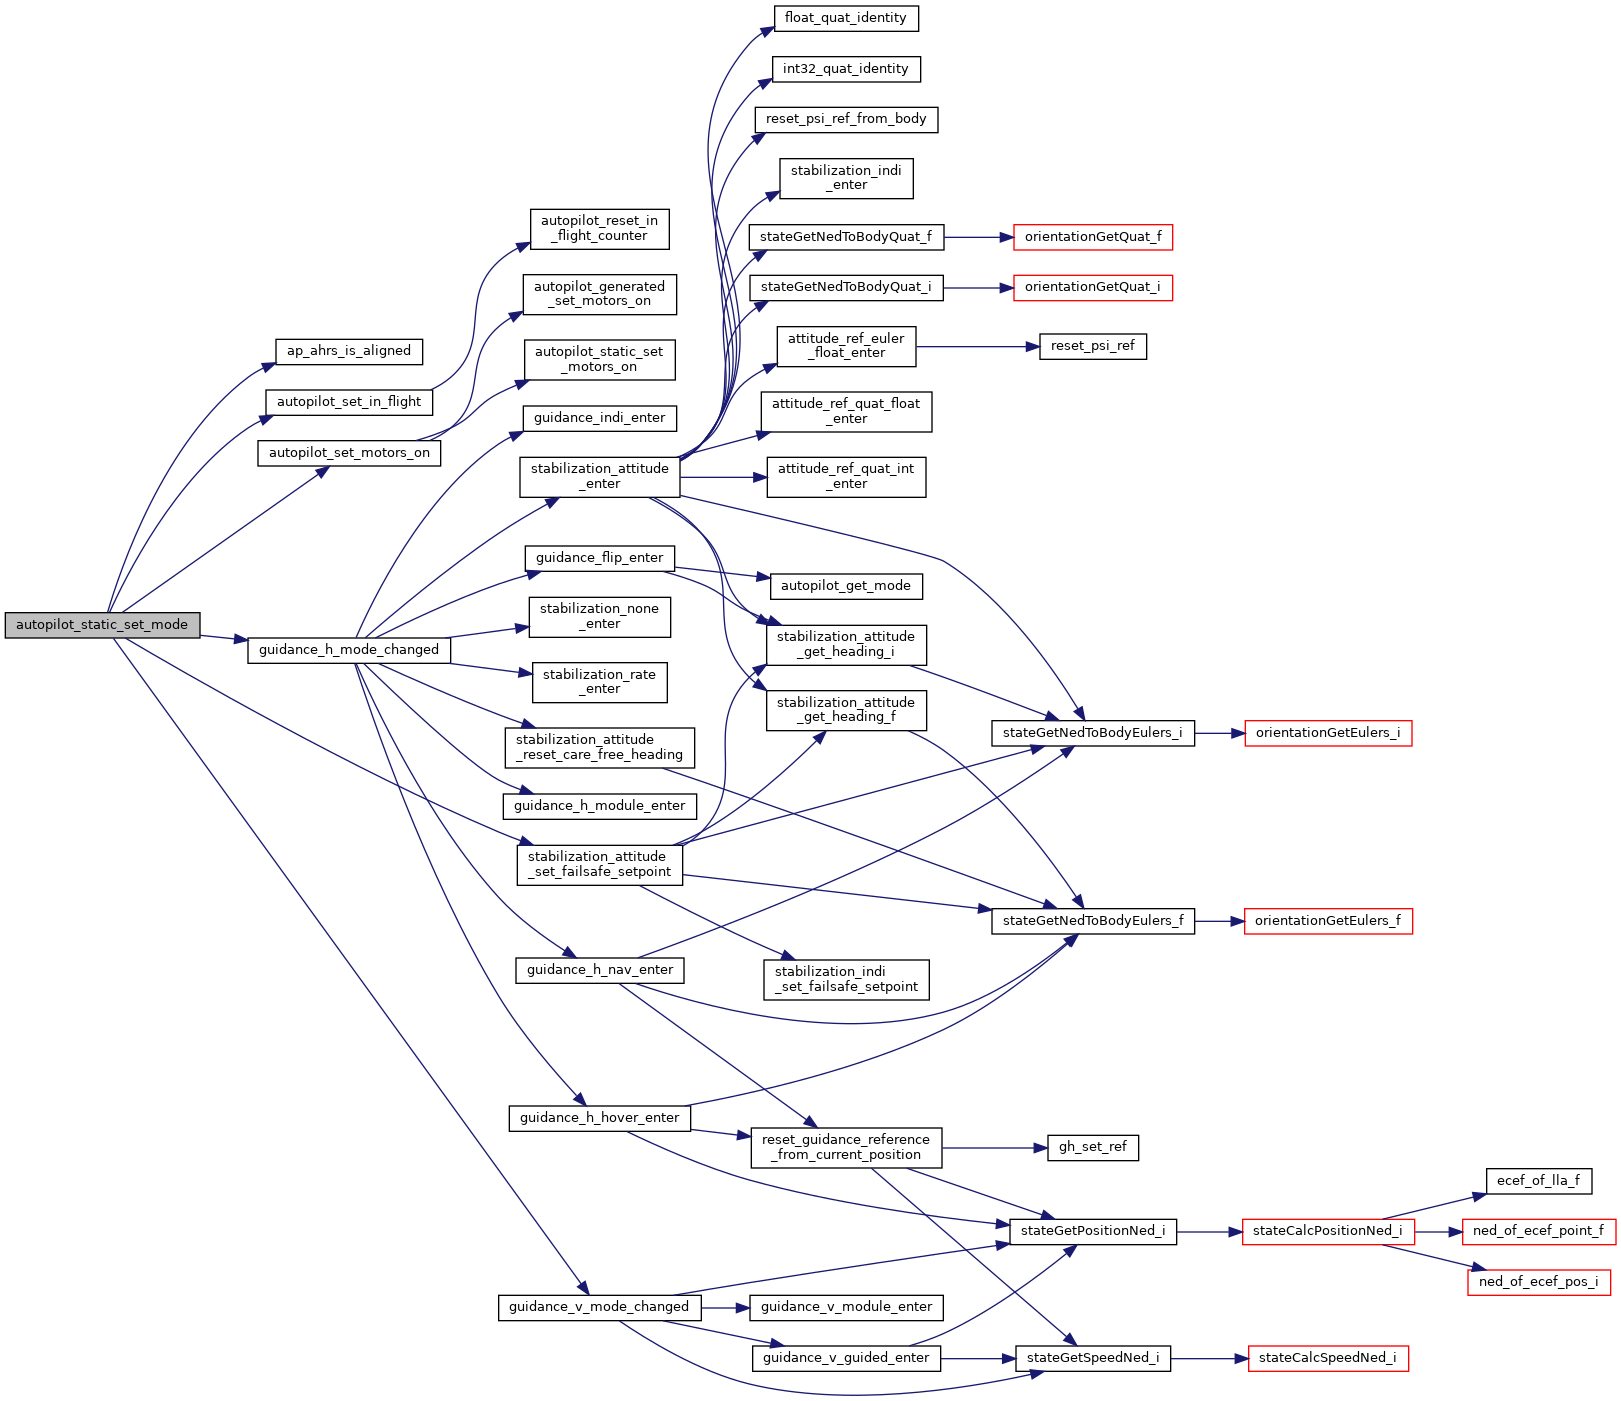 float_quat_identity
int32_quat_identity
reset_psi_ref_from_body
stabilization_indi
_enter
autopilot_reset_in
_flight_counter
stateGetNedToBodyQuat_f
orientationGetQuat_f
autopilot_generated
_set_motors_on
stateGetNedToBodyQuat_i
orientationGetQuat_i
ap_ahrs_is_aligned
autopilot_static_set
_motors_on
attitude_ref_euler
_float_enter
reset_psi_ref
autopilot_set_in_flight
guidance_indi_enter
attitude_ref_quat_float
_enter
autopilot_set_motors_on
stabilization_attitude
_enter
attitude_ref_quat_int
_enter
guidance_flip_enter
autopilot_get_mode
autopilot_static_set_mode
stabilization_none
_enter
guidance_h_mode_changed
stabilization_attitude
_get_heading_i
stabilization_rate
_enter
stabilization_attitude
_get_heading_f
stabilization_attitude
_reset_care_free_heading
stateGetNedToBodyEulers_i
orientationGetEulers_i
guidance_h_module_enter
stabilization_attitude
_set_failsafe_setpoint
stateGetNedToBodyEulers_f
orientationGetEulers_f
guidance_h_nav_enter
stabilization_indi
_set_failsafe_setpoint
guidance_h_hover_enter
reset_guidance_reference
_from_current_position
gh_set_ref
ecef_of_lla_f
stateGetPositionNed_i
stateCalcPositionNed_i
ned_of_ecef_point_f
ned_of_ecef_pos_i
guidance_v_mode_changed
guidance_v_module_enter
guidance_v_guided_enter
stateGetSpeedNed_i
stateCalcSpeedNed_i